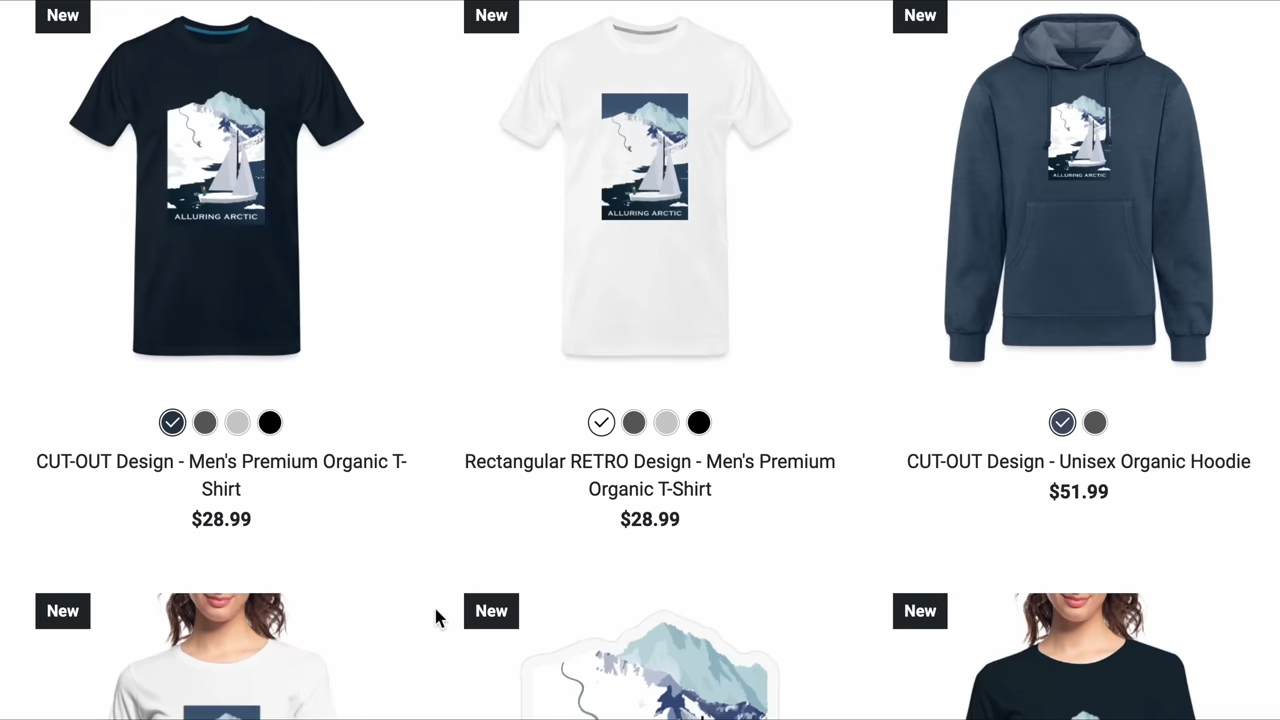 New
New
New
ALLURING ARCTIC
ALLURING ARCTIC
ALLURING ARCTIC
CUT-OUT Design - Men's Premium Organic T-
Shirt
$28.99
Rectangular RETRO Design - Men's Premium
Organic T-Shirt
$28.99
CUT-OUT Design - Unisex Organic Hoodie
$51.99
New
New
New